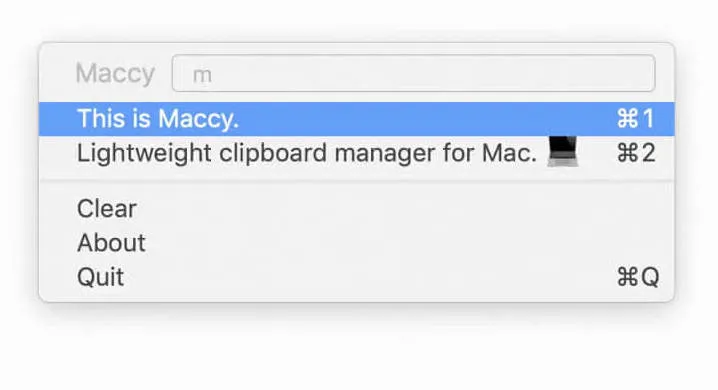 Maccy m
This is Maccy. ⌘1
Lightweight clipboard manager for Mac. 💻 ⌘2
Clear
About
Quit ⌘Q